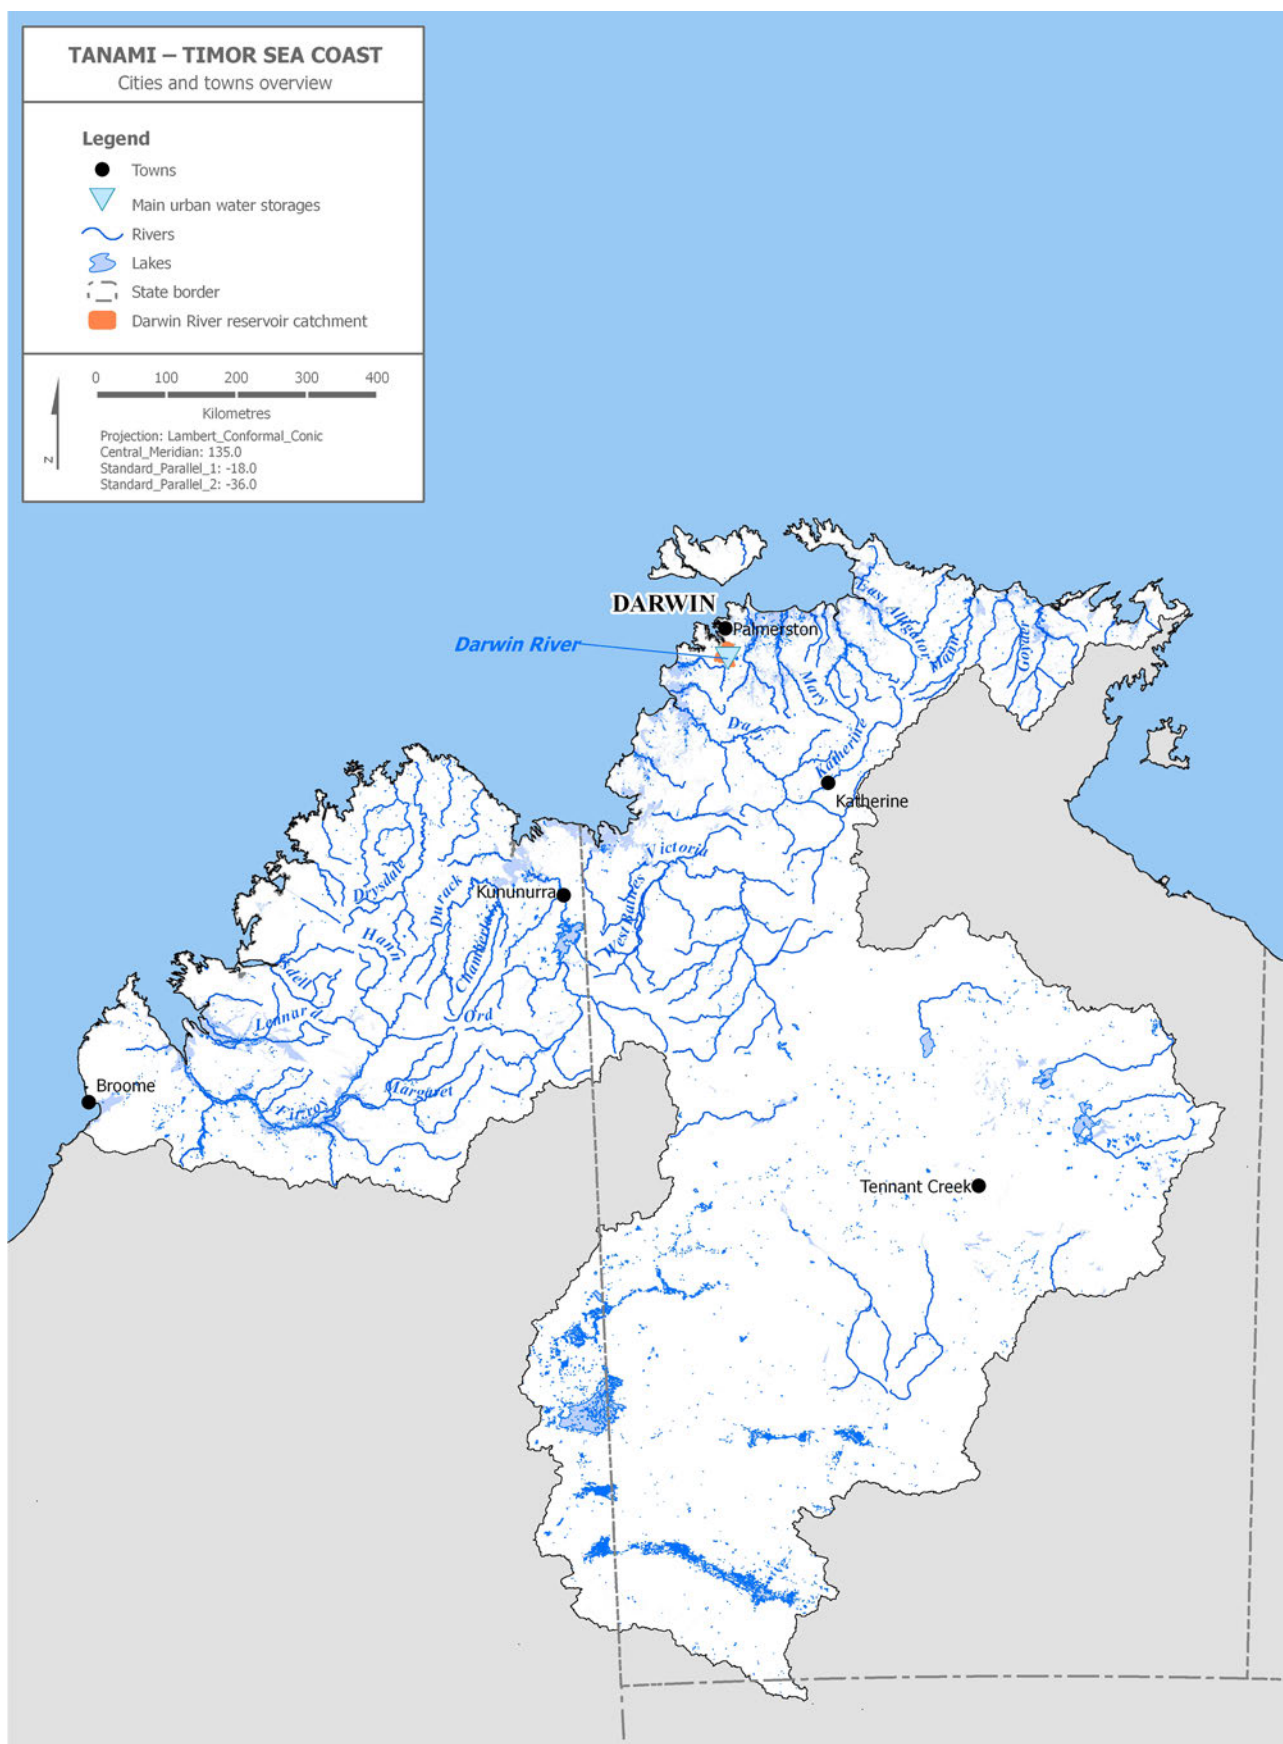 TANAMI – TIMOR SEA COAST
Cities and towns overview
Legend
Towns
Main urban water storages
Rivers
Lakes
State border
Darwin River reservoir catchment
0 100 200 300 400
Kilometres
N
Projection: Lambert_Conformal_Conic
Central_Meridian: 135.0
Standard_Parallel_1: -18.0
Standard_Parallel_2: -36.0
DARWIN
Palmerston
Darwin River
East Alligator
Mann
Goyder
Mary
Daly
Katherine
Katherine
Victoria
West Baines
Kununurra
Drysdale
Durack
Chamberlain
Hann
Isdell
Lennard
Ord
Margaret
Fitzroy
Broome
Tennant Creek